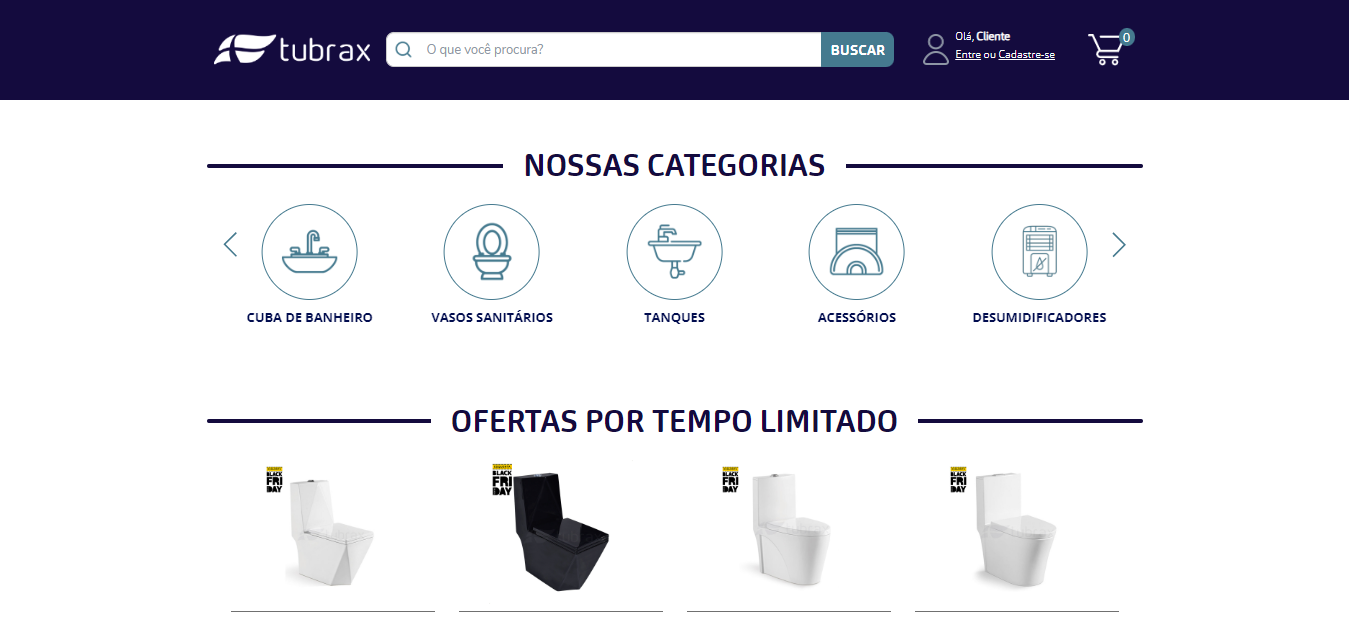 tubrax
O que você procura?
BUSCAR
Olá, Cliente
Entre ou Cadastre-se
0
NOSSAS CATEGORIAS
CUBA DE BANHEIRO
VASOS SANITÁRIOS
TANQUES
ACESSÓRIOS
DESUMIDIFICADORES
OFERTAS POR TEMPO LIMITADO
BLACK
FRI
DAY
BLACK
FRI
DAY
BLACK
FRI
DAY
BLACK
FRI
DAY